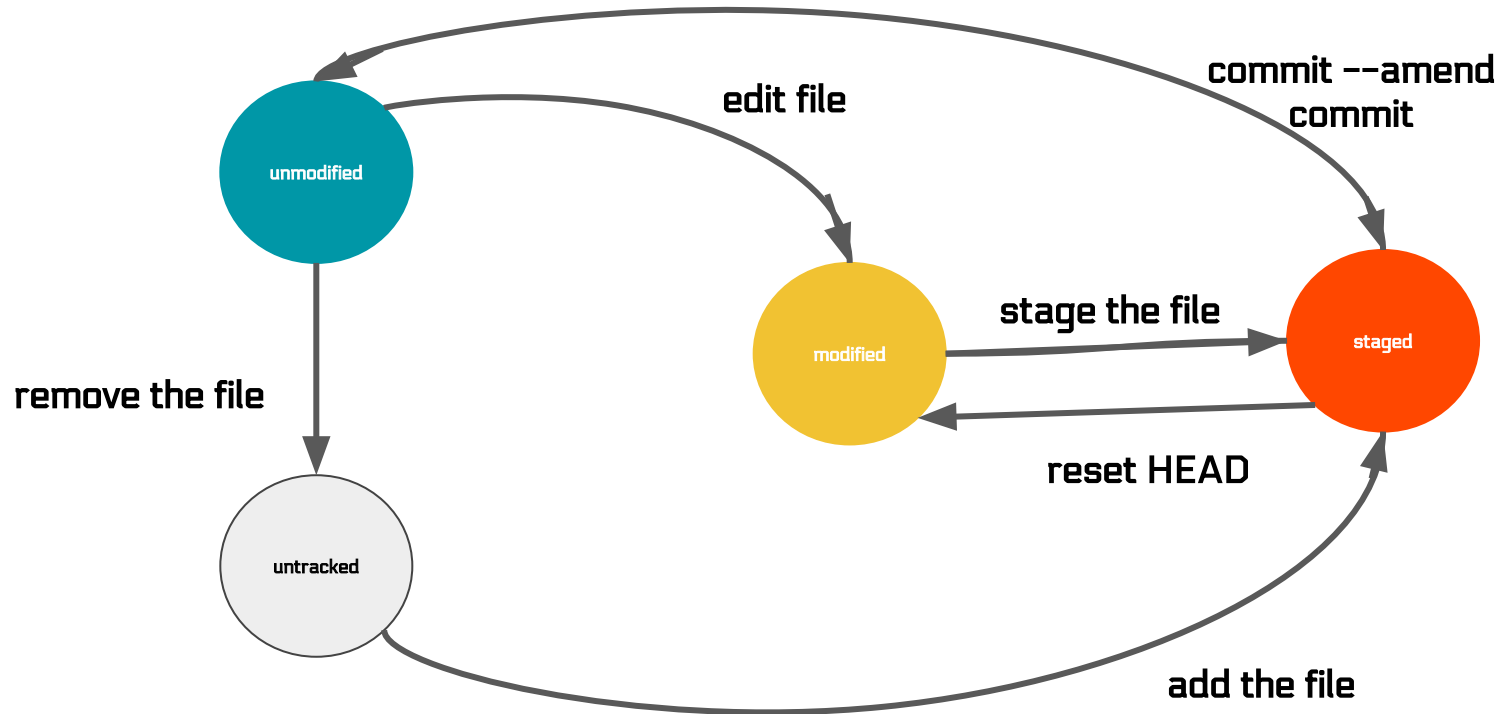 commit --amend
commit
edit file
unmodified
stage the file
staged
modified
remove the file
reset HEAD
untracked
add the file